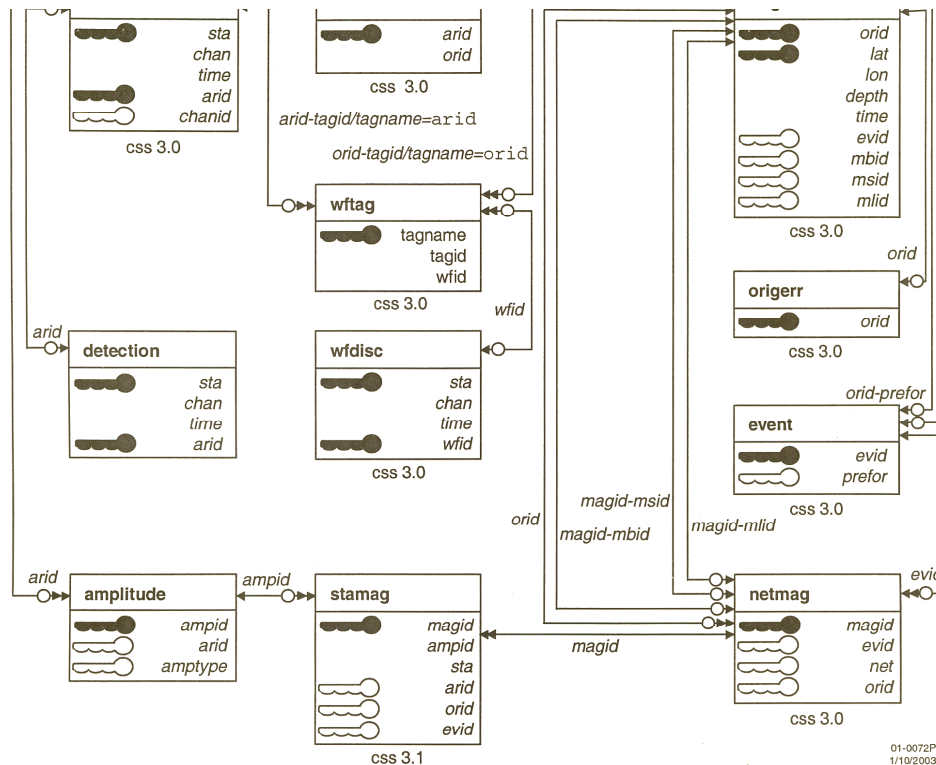 sta
chan
time
arid
chanid
css 3.0
arid
orid
css 3.0
arid-tagid/tagname=arid
orid-tagid/tagname=orid
wftag
tagname
tagid
wfid
css 3.0
wfid
orid
lat
lon
depth
time
evid
mbid
msid
mlid
css 3.0
orid
origerr
orid
css 3.0
arid
detection
sta
chan
time
arid
wfdisc
sta
chan
time
wfid
css 3.0
orid-prefor
event
evid
prefor
css 3.0
orid
magid-msid
magid-mbid
magid-mlid
arid
amplitude
ampid
arid
amptype
ampid
stamag
magid
ampid
sta
arid
orid
evid
css 3.1
magid
netmag
magid
evid
net
orid
css 3.0
evid
01-0072P
1/10/2003